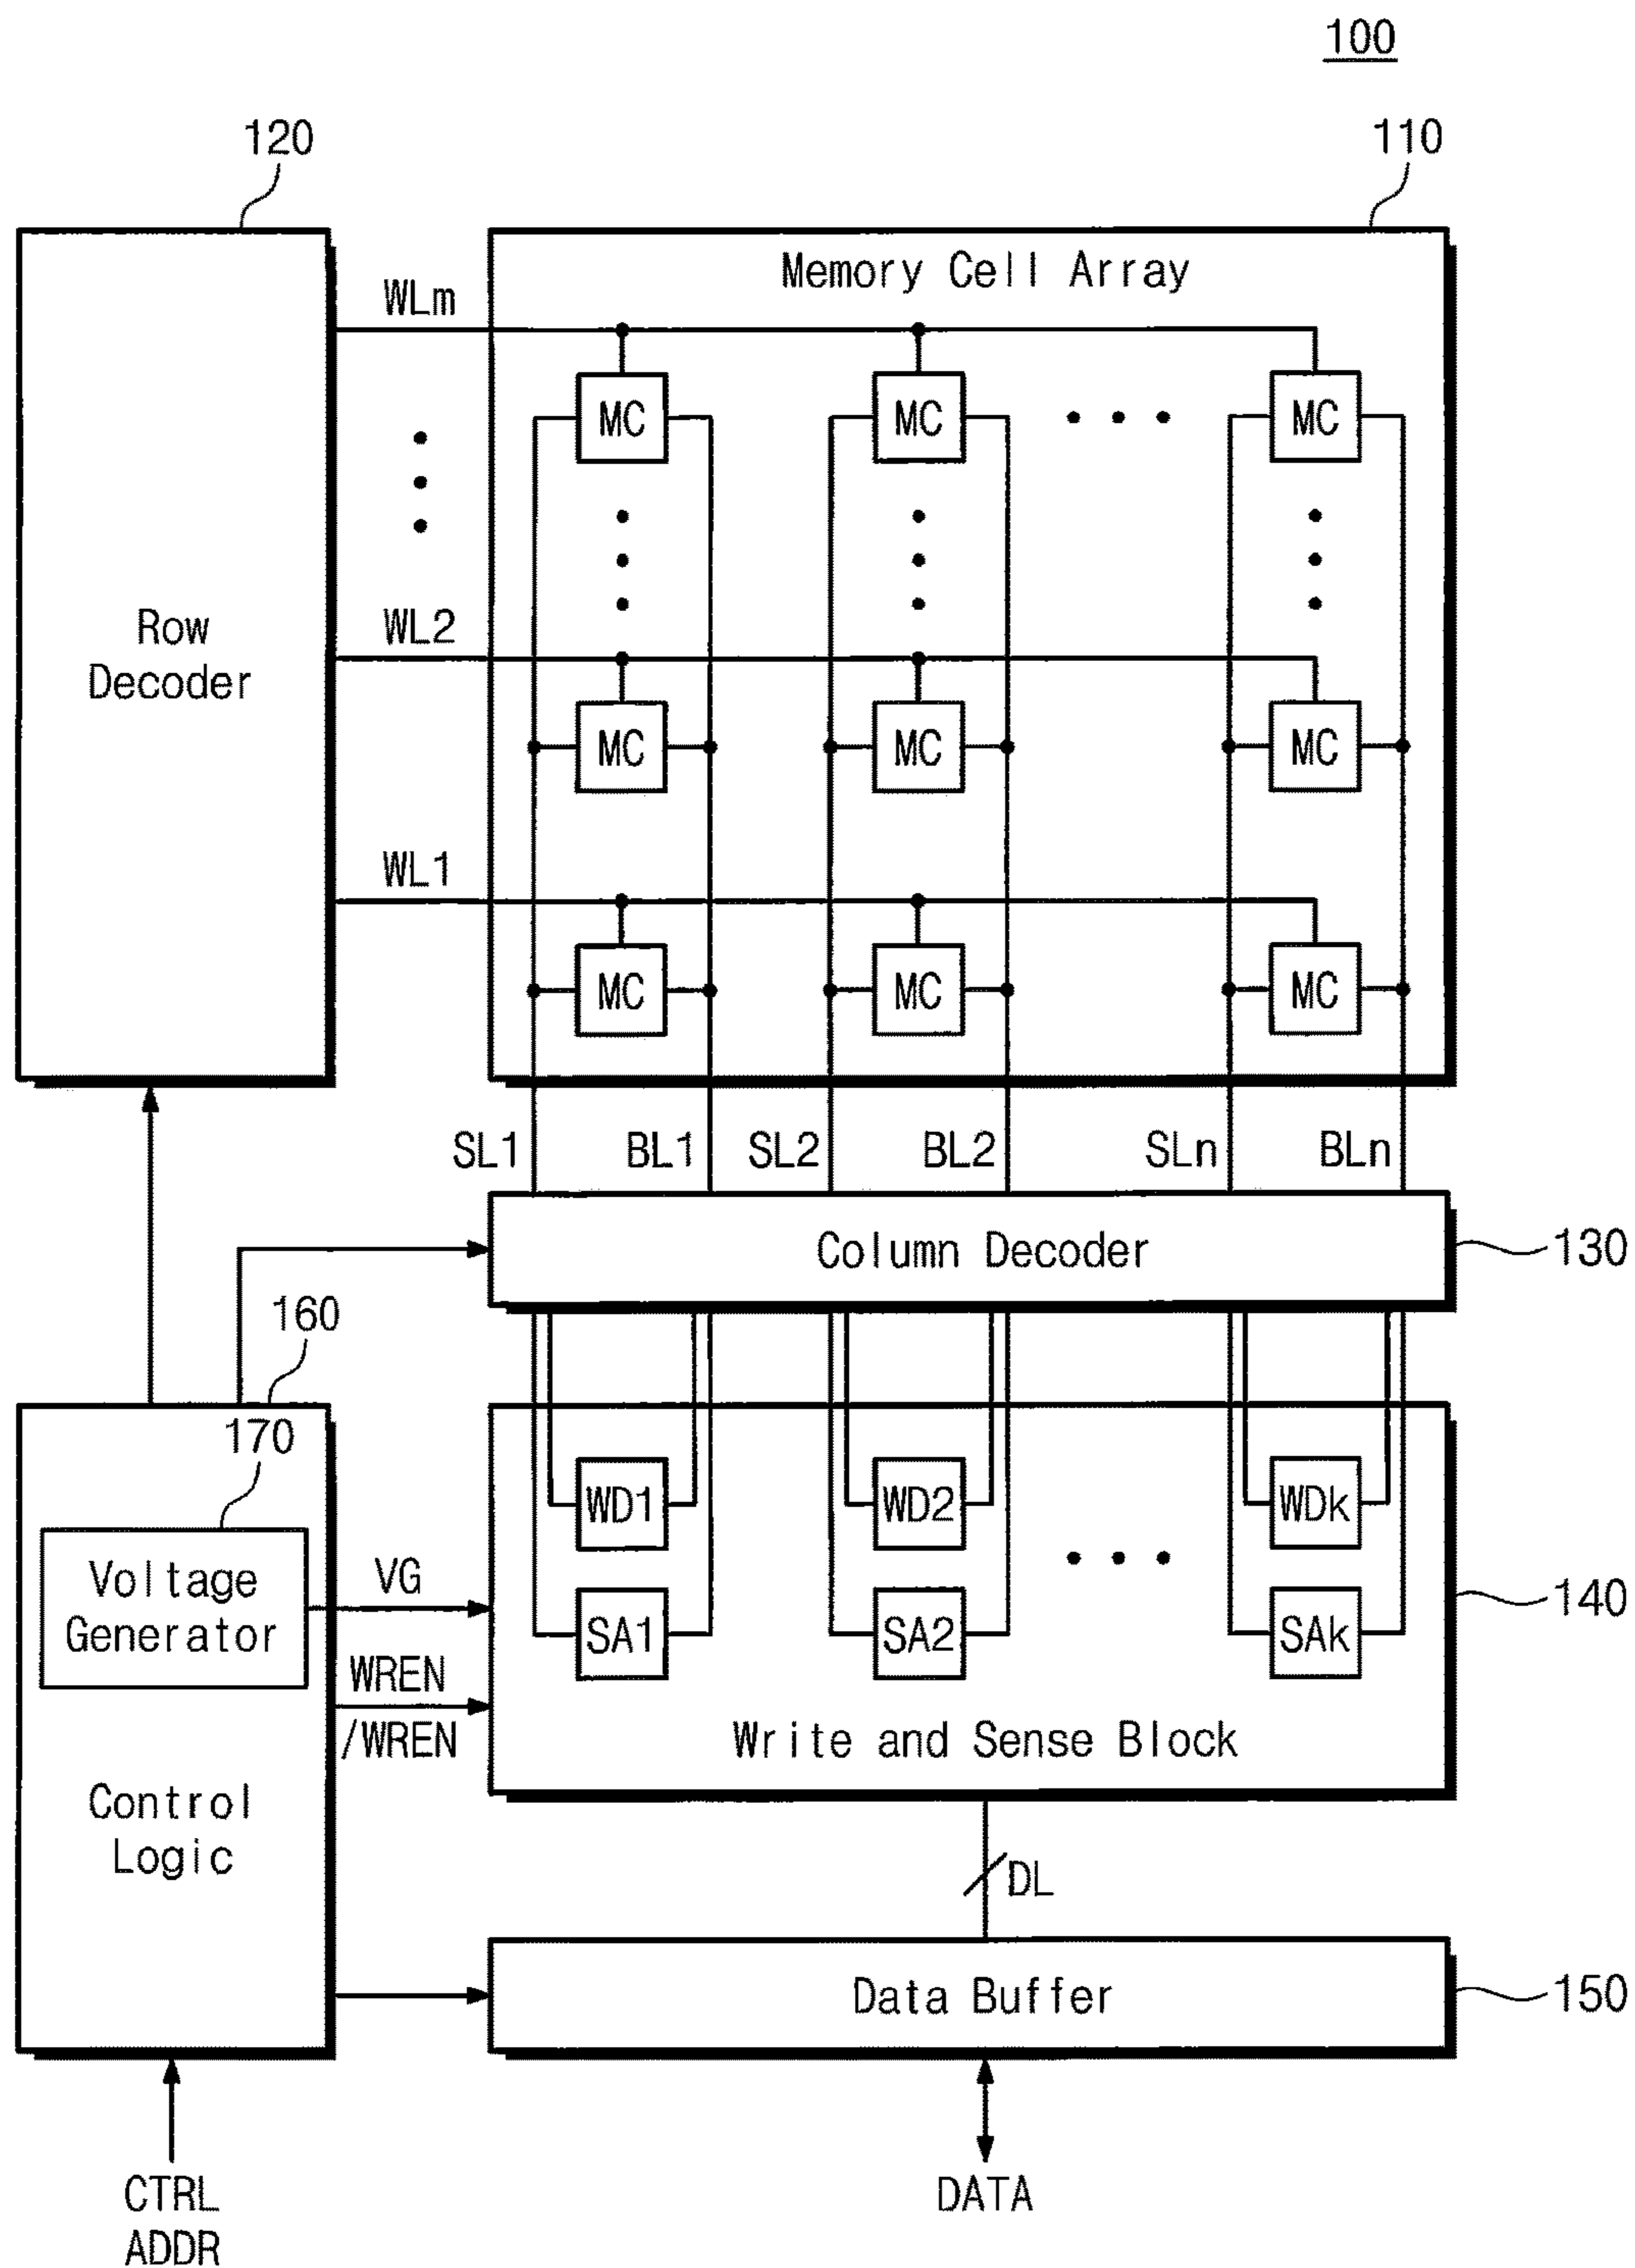 100
120
110
Memory Cell Array
WLm
MC MC MC
Row
Decoder
WL2
MC MC MC
WL1
MC MC MC
SL1 BL1 SL2 BL2 SLn BLn
Column Decoder
130
160
170
WD1 WD2 WDk
Voltage
Generator
VG
140
SA1 SA2 SAk
WREN
/WREN
Write and Sense Block
Control
Logic
DL
Data Buffer
150
CTRL
ADDR
DATA